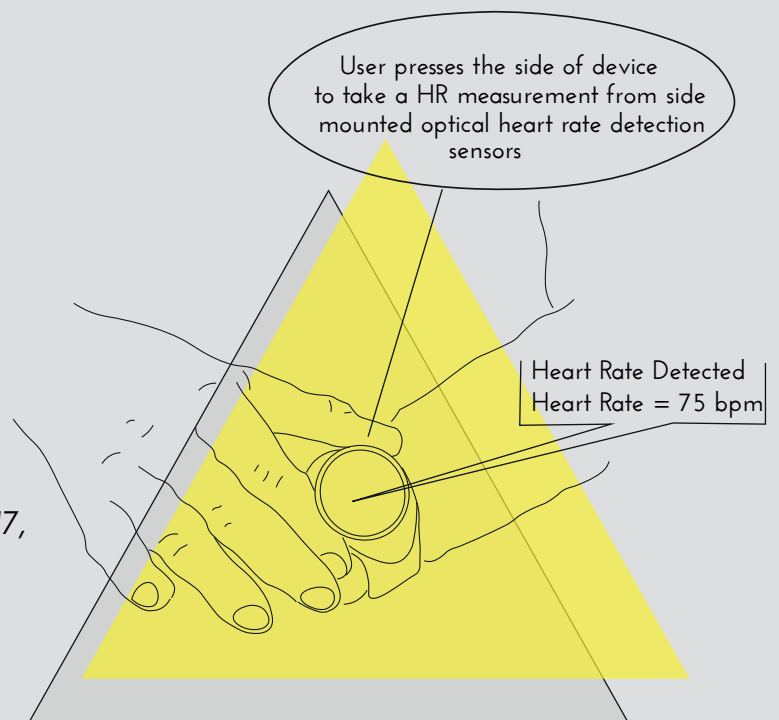 User presses the side of device
to take a HR measurement from side
mounted optical heart rate detection
sensors
Heart Rate Detected
Heart Rate = 75 bpm
7,